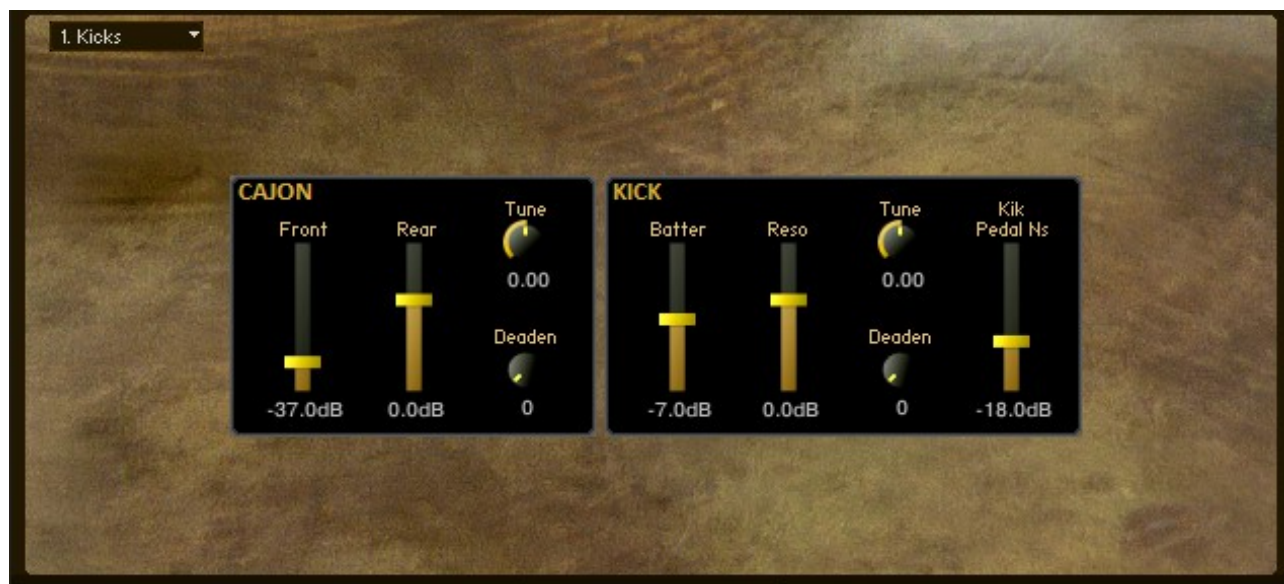 1. Kicks
CAJON
Front
Rear
Tune
0.00
Deaden
-37.0dB
0.0dB
0
KICK
Batter
Reso
Tune
0.00
Kik
Pedal Ns
Deaden
-7.0dB
0.0dB
0
-18.0dB